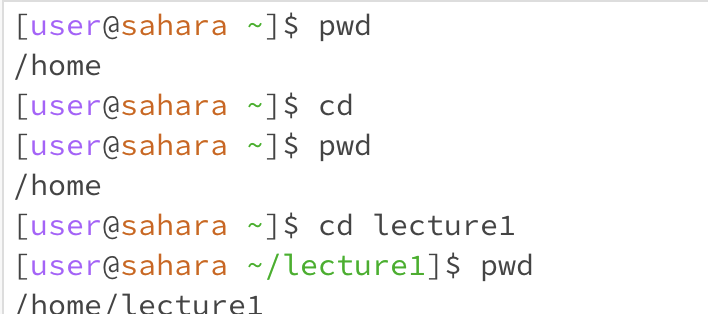 [user@sahara ~]$ pwd
/home
[user@sahara ~]$ cd
[user@sahara ~]$ pwd
/home
[user@sahara ~]$ cd lecture1
[user@sahara ~/lecture1]$ pwd
/home/lecture1